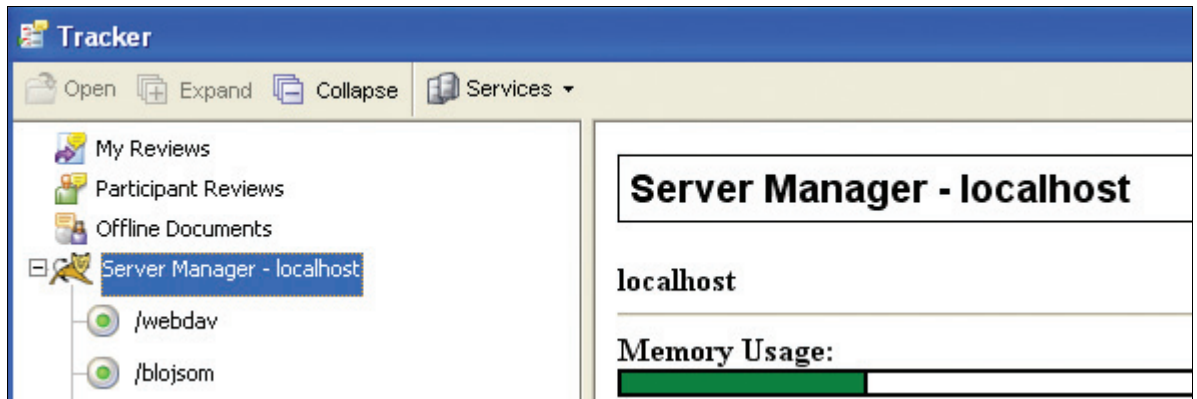 Tracker
Open Expand Collapse Services
My Reviews
Participant Reviews
Offline Documents
Server Manager - localhost
/webdav
/blojsom
Server Manager - localhost
localhost
Memory Usage: